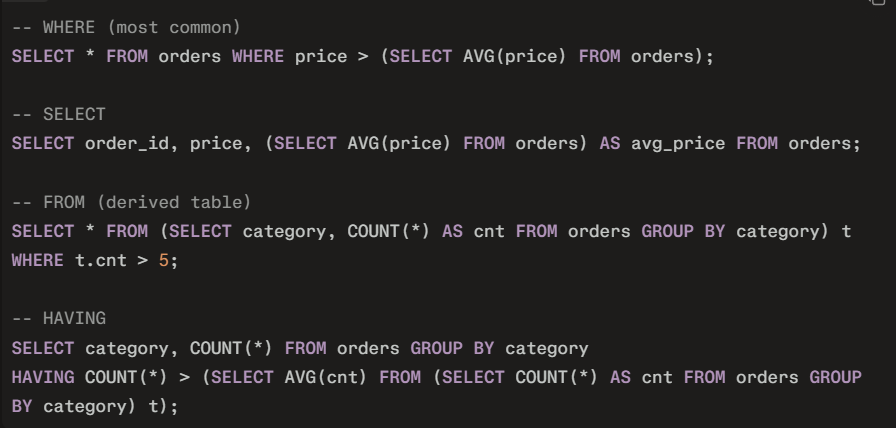 -- WHERE (most common)
SELECT * FROM orders WHERE price > (SELECT AVG(price) FROM orders);
-- SELECT
SELECT order_id, price, (SELECT AVG(price) FROM orders) AS avg_price FROM orders;
-- FROM (derived table)
SELECT * FROM (SELECT category, COUNT(*) AS cnt FROM orders GROUP BY category) t
WHERE t.cnt > 5;
-- HAVING
SELECT category, COUNT(*) FROM orders GROUP BY category
HAVING COUNT(*) > (SELECT AVG(cnt) FROM (SELECT COUNT(*) AS cnt FROM orders GROUP
BY category) t);